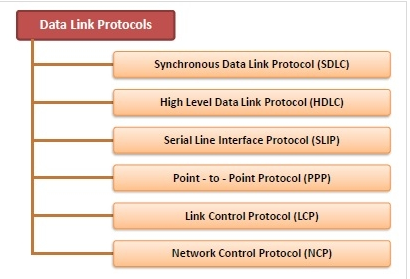 Data Link Protocols
Synchronous Data Link Protocol (SDLC)
High Level Data Link Protocol (HDLC)
Serial Line Interface Protocol (SLIP)
Point - to - Point Protocol (PPP)
Link Control Protocol (LCP)
Network Control Protocol (NCP)